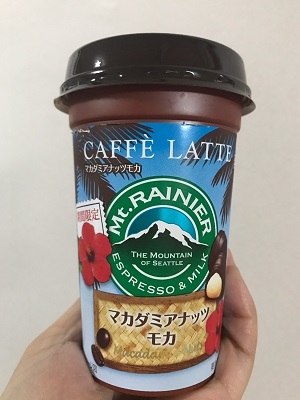 CAFFÈ LATTE
マカダミアナッツモカ
期間限定
Mt. RAINIER
THE MOUNTAIN
OF SEATTLE
ESPRESSO & MILK
マカダミアナッツ
モカ